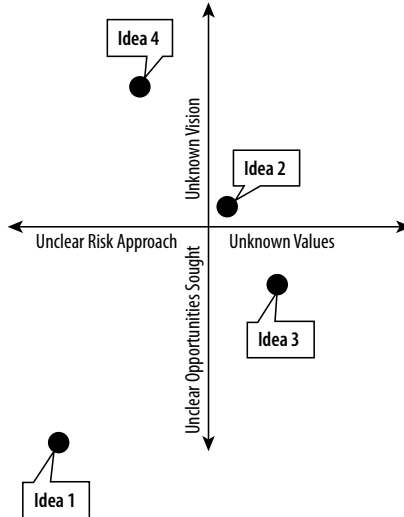 Idea 4
Unknown Vision
Idea 2
Unclear Risk Approach
Unknown Values
Unclear Opportunities Sought
Idea 3
Idea 1